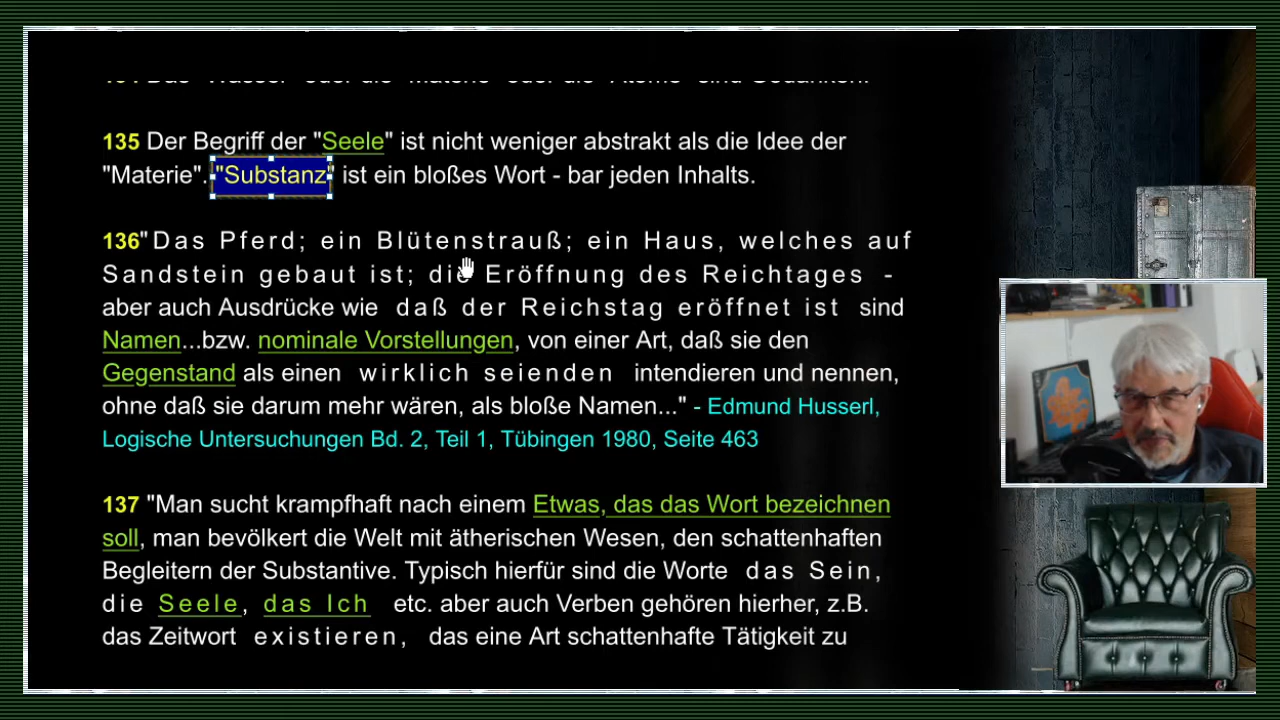 135 Der Begriff der "Seele" ist nicht weniger abstrakt als die Idee der
"Materie". "Substanz" ist ein bloßes Wort - bar jeden Inhalts.
136"Das Pferd; ein Blütenstrauß; ein Haus, welches auf
Sandstein gebaut ist; die Eröffnung des Reichtages -
aber auch Ausdrücke wie daß der Reichstag eröffnet ist sind
Namen...bzw. nominale Vorstellungen, von einer Art, daß sie den
Gegenstand als einen wirklich seienden intendieren und nennen,
ohne daß sie darum mehr wären, als bloße Namen..." - Edmund Husserl,
Logische Untersuchungen Bd. 2, Teil 1, Tübingen 1980, Seite 463
137 "Man sucht krampfhaft nach einem Etwas, das das Wort bezeichnen
soll, man bevölkert die Welt mit ätherischen Wesen, den schattenhaften
Begleitern der Substantive. Typisch hierfür sind die Worte das Sein,
die Seele, das Ich etc. aber auch Verben gehören hierher, z.B.
das Zeitwort existieren, das eine Art schattenhafte Tätigkeit zu